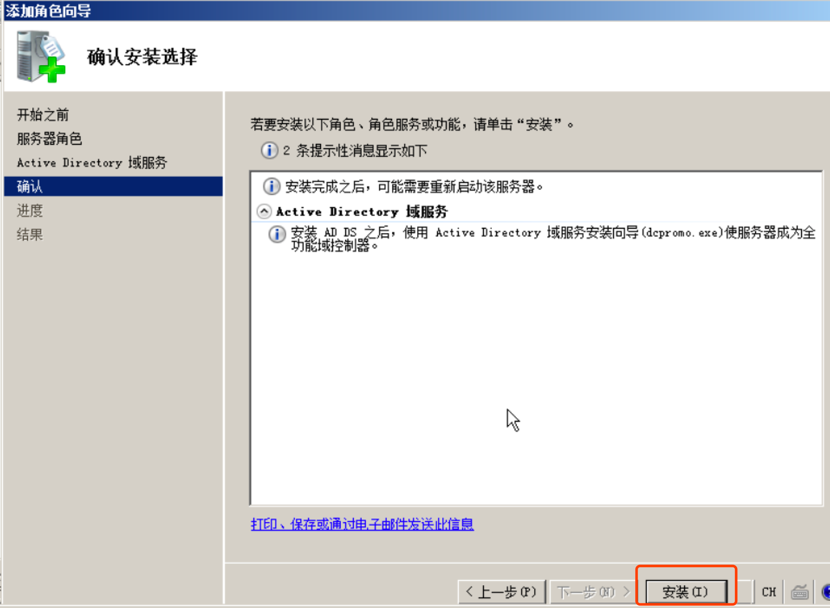 添加角色向导
确认安装选择
开始之前
服务器角色
Active Directory 域服务
确认
进度
结果
若要安装以下角色、角色服务或功能，请单击“安装”。
2 条提示性消息显示如下
安装完成之后，可能需要重新启动该服务器。
Active Directory 域服务
安装 AD DS 之后，使用 Active Directory 域服务安装向导(dcpromo.exe)使服务器成为全
功能域控制器。
打印、保存或通过电子邮件发送此信息
< 上一步(P)
下一步(N) >
安装(I)
CH